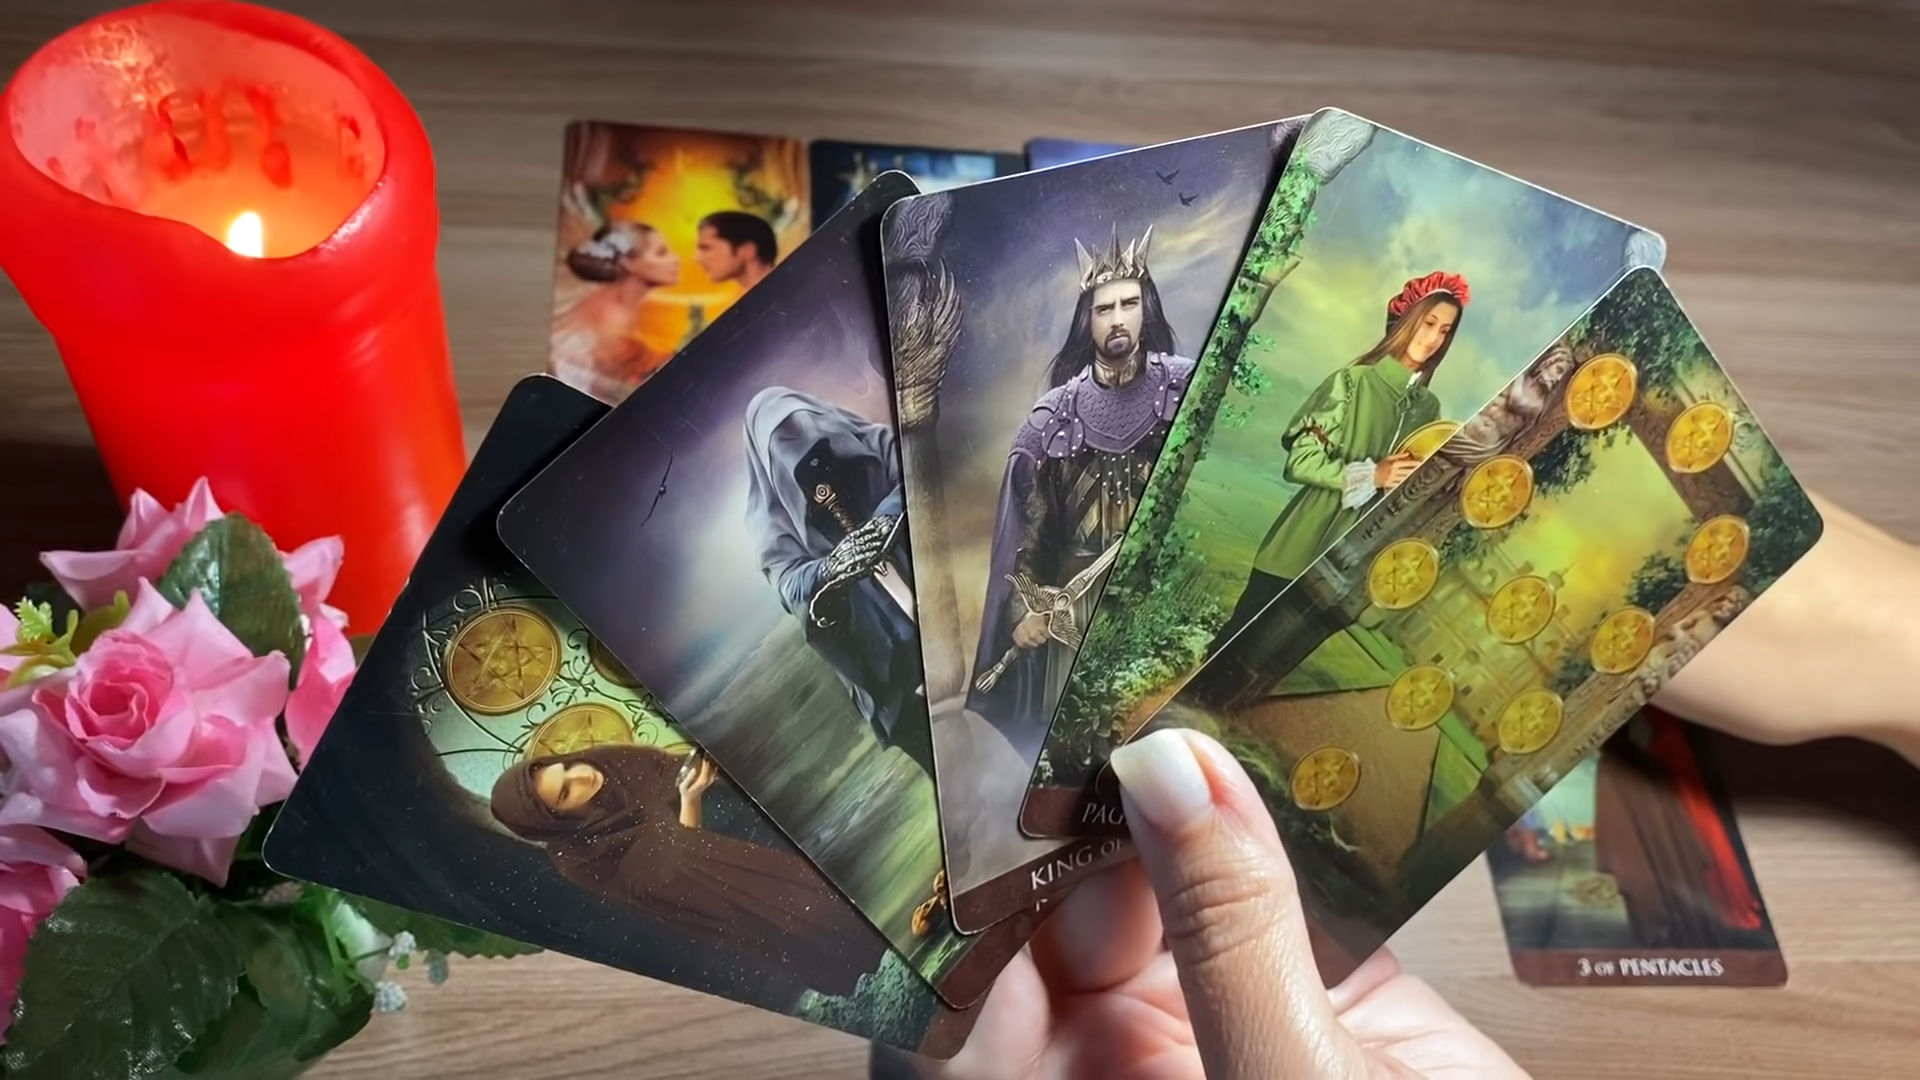 PAG
KING OF
3 OF PENTACLES